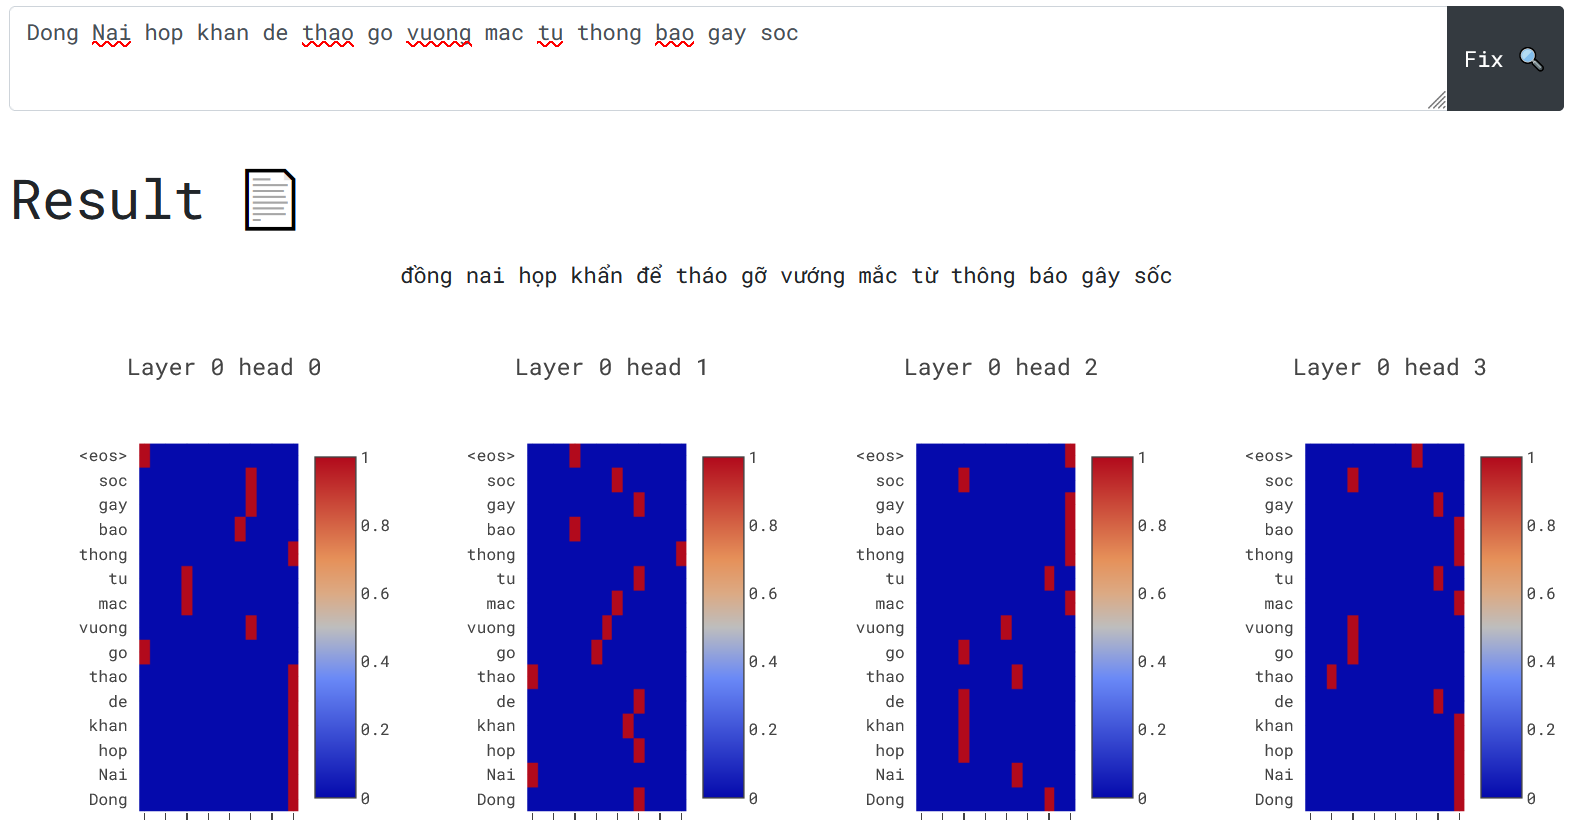 Dong Nai hop khan de thao go vuong mac tu thong bao gay soc
Fix
Result
đồng nai họp khẩn để tháo gỡ vướng mắc từ thông báo gây sốc
Layer 0 head 0
<eos>
soc
gay
bao
thong
tu
mac
vuong
go
thao
de
khan
hop
Nai
Dong
1
0.8
0.6
0.4
0.2
0
Layer 0 head 1
<eos>
soc
gay
bao
thong
tu
mac
vuong
go
thao
de
khan
hop
Nai
Dong
1
0.8
0.6
0.4
0.2
0
Layer 0 head 2
<eos>
soc
gay
bao
thong
tu
mac
vuong
go
thao
de
khan
hop
Nai
Dong
1
0.8
0.6
0.4
0.2
0
Layer 0 head 3
<eos>
soc
gay
bao
thong
tu
mac
vuong
go
thao
de
khan
hop
Nai
Dong
1
0.8
0.6
0.4
0.2
0